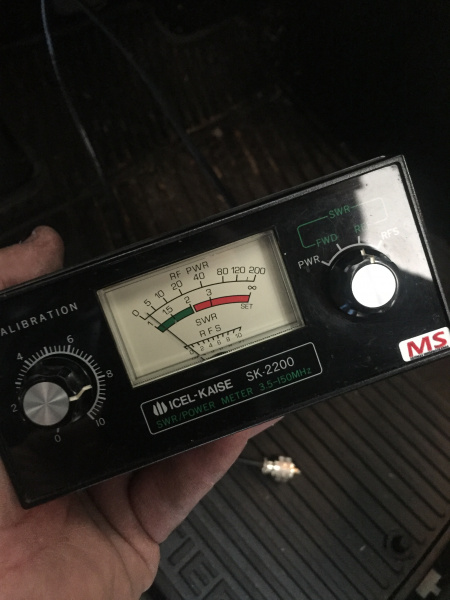 CALIBRATION
0 2 4 6 8 10
RF PWR
0 5 10 20 40 80 120 200
1 1.5 2 3 ∞
SET
SWR
RFS
ICEL-KAISE SK-2200
SWR/POWER METER 3.5-150MHz
SWR
PWR FWD RFS
MS